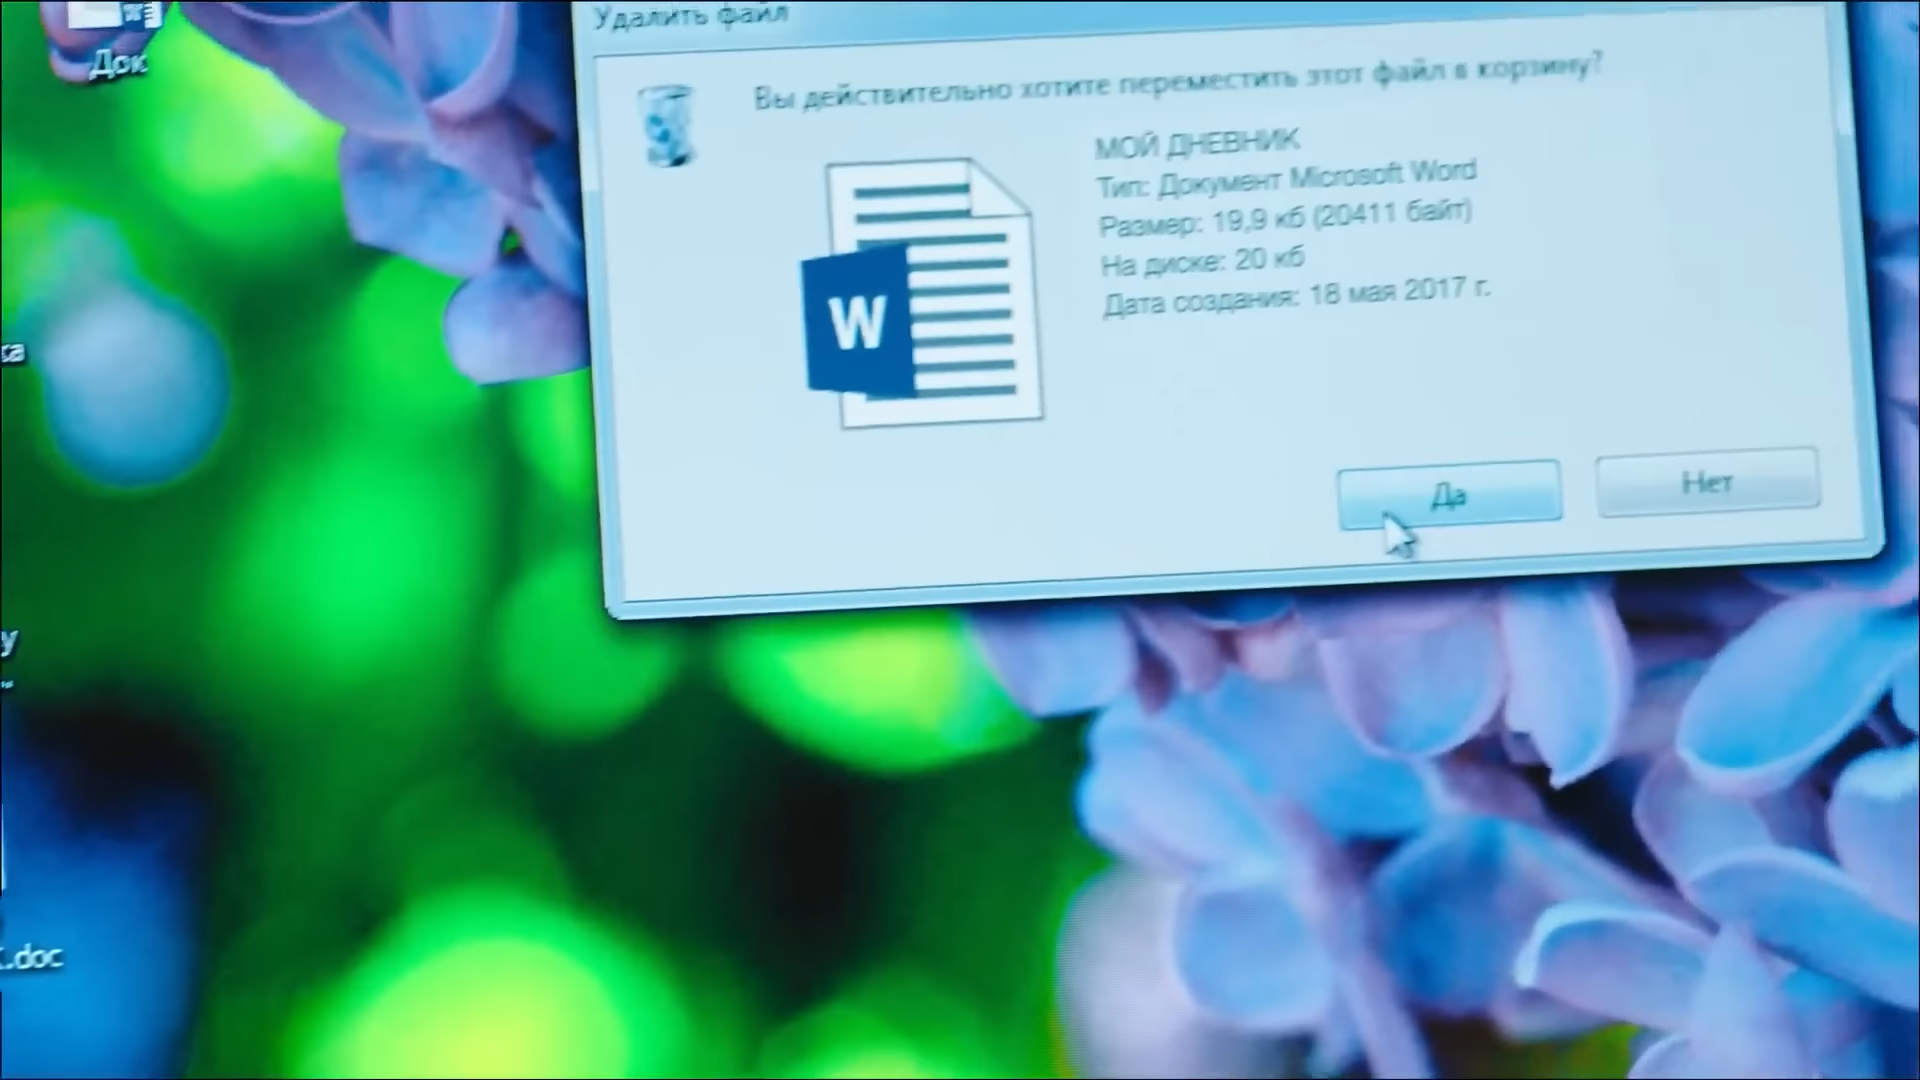 Удалить файл
Док
Вы действительно хотите переместить этот файл в корзину?
МОЙ ДНЕВНИК
Тип: Документ Microsoft Word
Размер: 19,9 кб (20411 байт)
На диске: 20 кб
Дата создания: 18 мая 2017 г.
W
Да
Нет
.doc